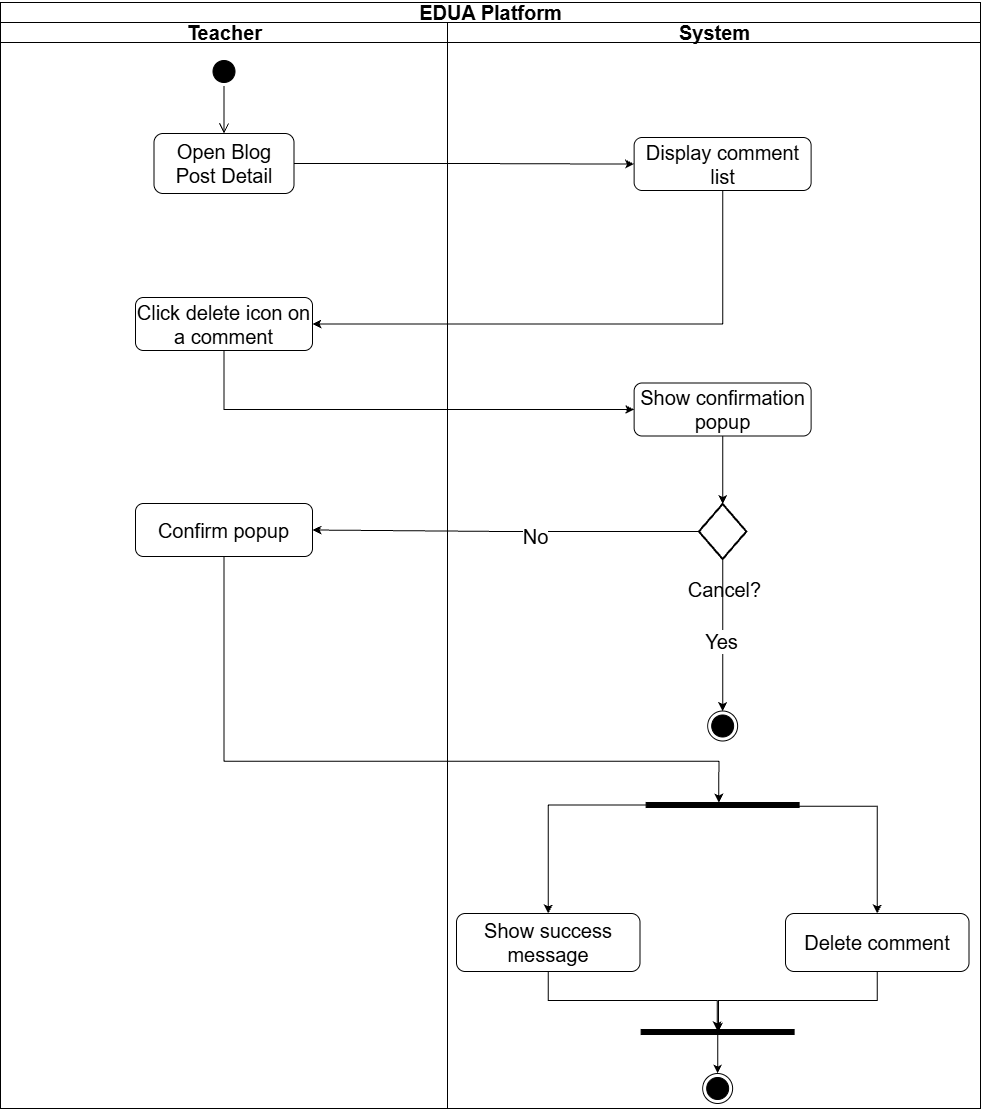 EDUA Platform
Teacher
System
Open Blog
Post Detail
Display comment
list
Click delete icon on
a comment
Show confirmation
popup
Confirm popup
No
Cancel?
Yes
Show success
message
Delete comment